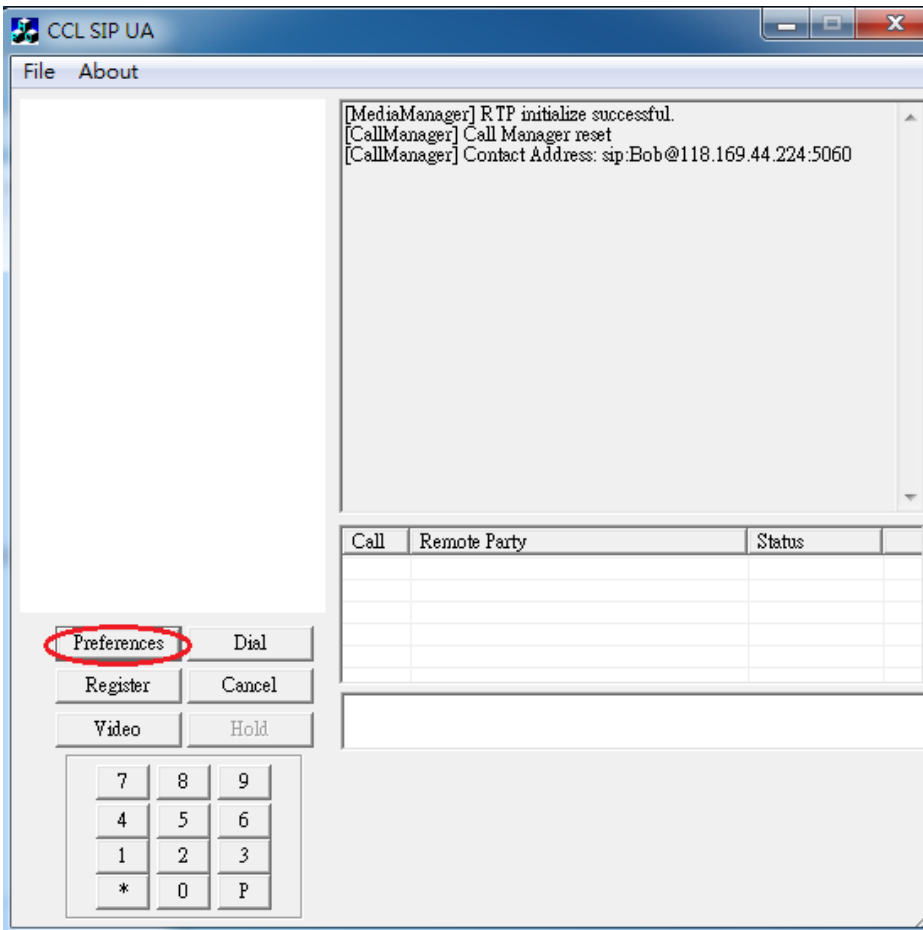 CCL SIP UA
File About
[MediaManager] RTP initialize successful.
[CallManager] Call Manager reset
[CallManager] Contact Address: sip:Bob@118.169.44.224:5060
Call Remote Party Status
Preferences Dial
Register Cancel
Video Hold
7 8 9
4 5 6
1 2 3
* 0 P